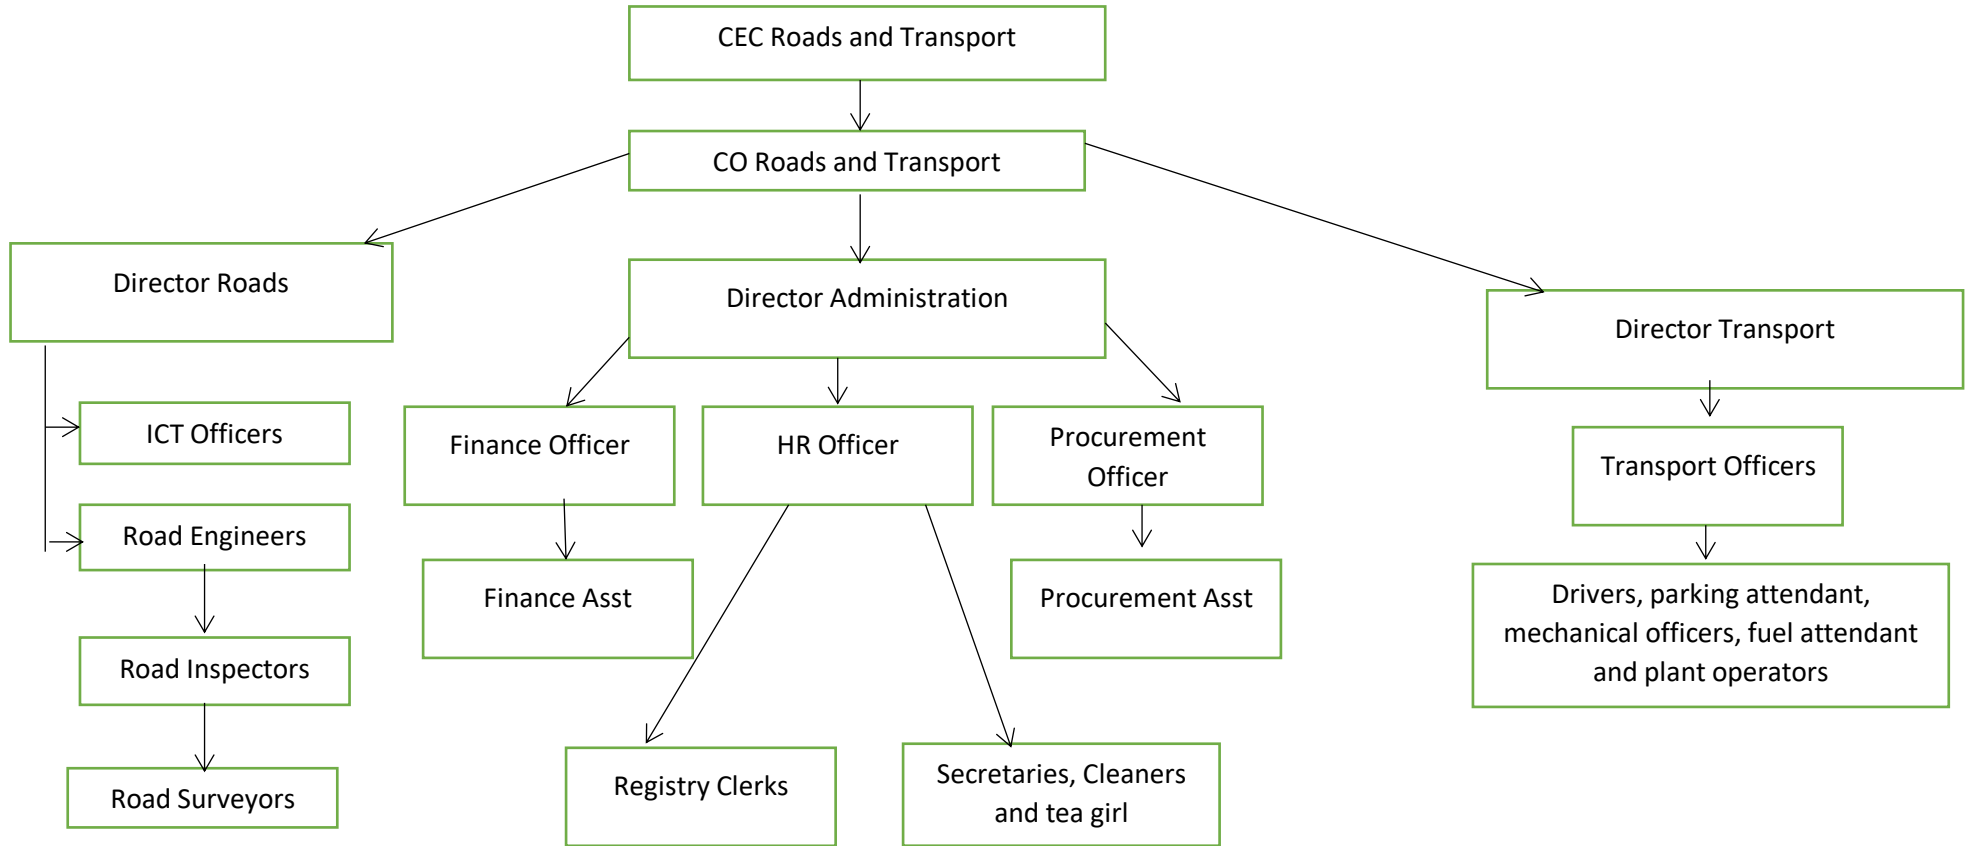 CEC Roads and Transport
CO Roads and Transport
Director Roads
Director Administration
Director Transport
ICT Officers
Finance Officer
HR Officer
Procurement
Officer
Transport Officers
Road Engineers
Finance Asst
Procurement Asst
Drivers, parking attendant,
mechanical officers, fuel attendant
and plant operators
Road Inspectors
Road Surveyors
Registry Clerks
Secretaries, Cleaners
and tea girl